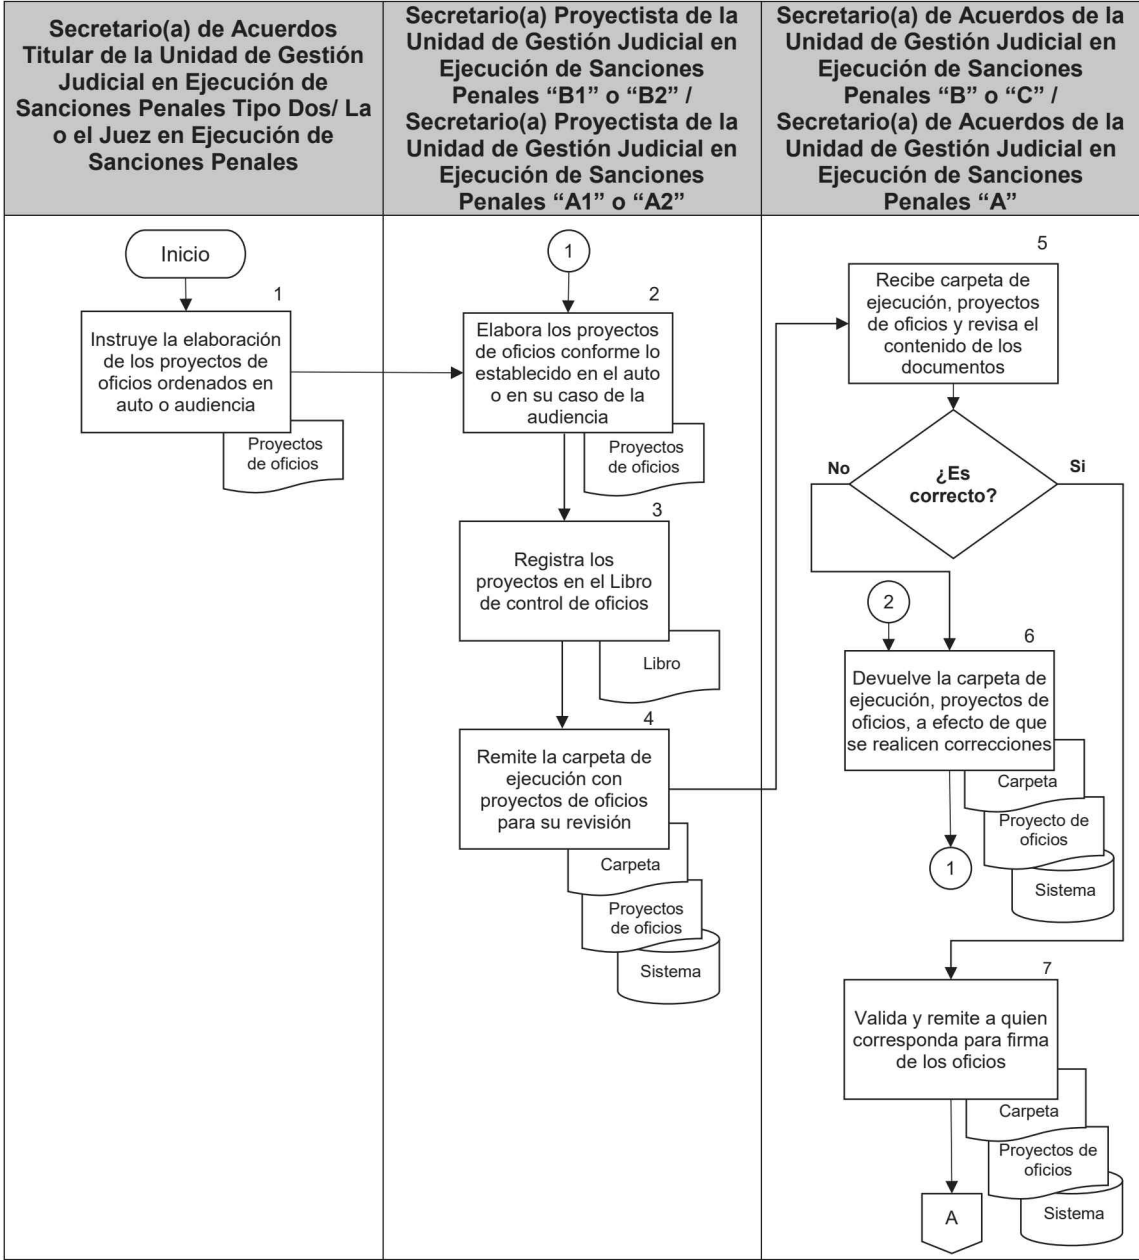 Secretario(a) de Acuerdos
Titular de la Unidad de Gestión
Judicial en Ejecución de
Sanciones Penales Tipo Dos/ La
o el Juez en Ejecución de
Sanciones Penales
Secretario(a) Proyectista de la
Unidad de Gestión Judicial en
Ejecución de Sanciones
Penales “B1” o “B2” /
Secretario(a) Proyectista de la
Unidad de Gestión Judicial en
Ejecución de Sanciones
Penales “A1” o “A2”
Secretario(a) de Acuerdos de la
Unidad de Gestión Judicial en
Ejecución de Sanciones
Penales “B” o “C” /
Secretario(a) de Acuerdos de la
Unidad de Gestión Judicial en
Ejecución de Sanciones
Penales “A”
Inicio
1
Instruye la elaboración
de los proyectos de
oficios ordenados en
auto o audiencia
Proyectos
de oficios
1
2
Elabora los proyectos
de oficios conforme lo
establecido en el auto
o en su caso de la
audiencia
Proyectos
de oficios
3
Registra los
proyectos en el Libro
de control de oficios
Libro
4
Remite la carpeta de
ejecución con
proyectos de oficios
para su revisión
Carpeta
Proyectos
de oficios
Sistema
5
Recibe carpeta de
ejecución, proyectos
de oficios y revisa el
contenido de los
documentos
No
¿Es
correcto?
Si
2
6
Devuelve la carpeta de
ejecución, proyectos de
oficios, a efecto de que
se realicen correcciones
Carpeta
Proyecto de
oficios
Sistema
1
7
Valida y remite a quien
corresponda para firma
de los oficios
Carpeta
Proyectos de
oficios
Sistema
A